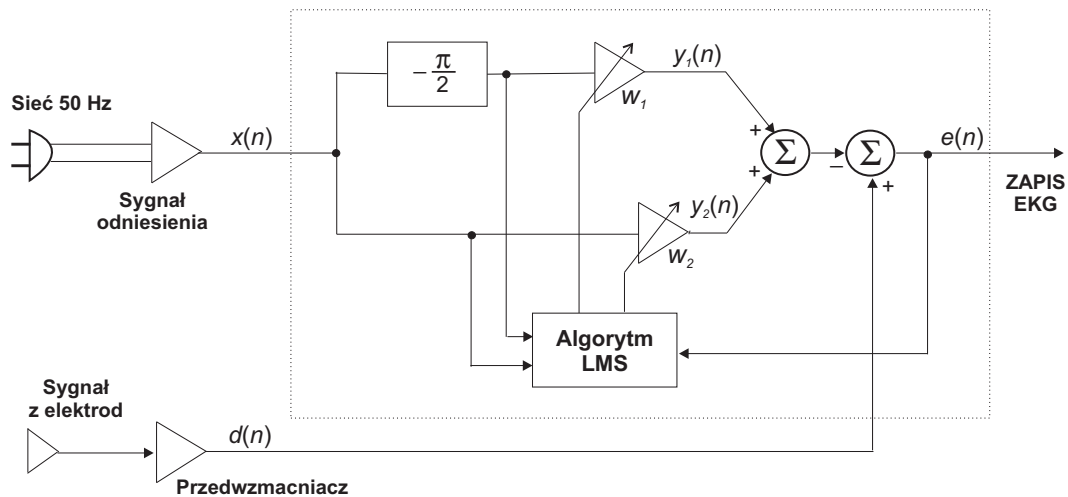 Sieć 50 Hz
x(n)
Sygnał
odniesienia
− π/2
w₁
y₁(n)
w₂
y₂(n)
+
+
Σ
−
Σ
+
e(n)
ZAPIS
EKG
Algorytm
LMS
Sygnał
z elektrod
d(n)
Przedwzmacniacz